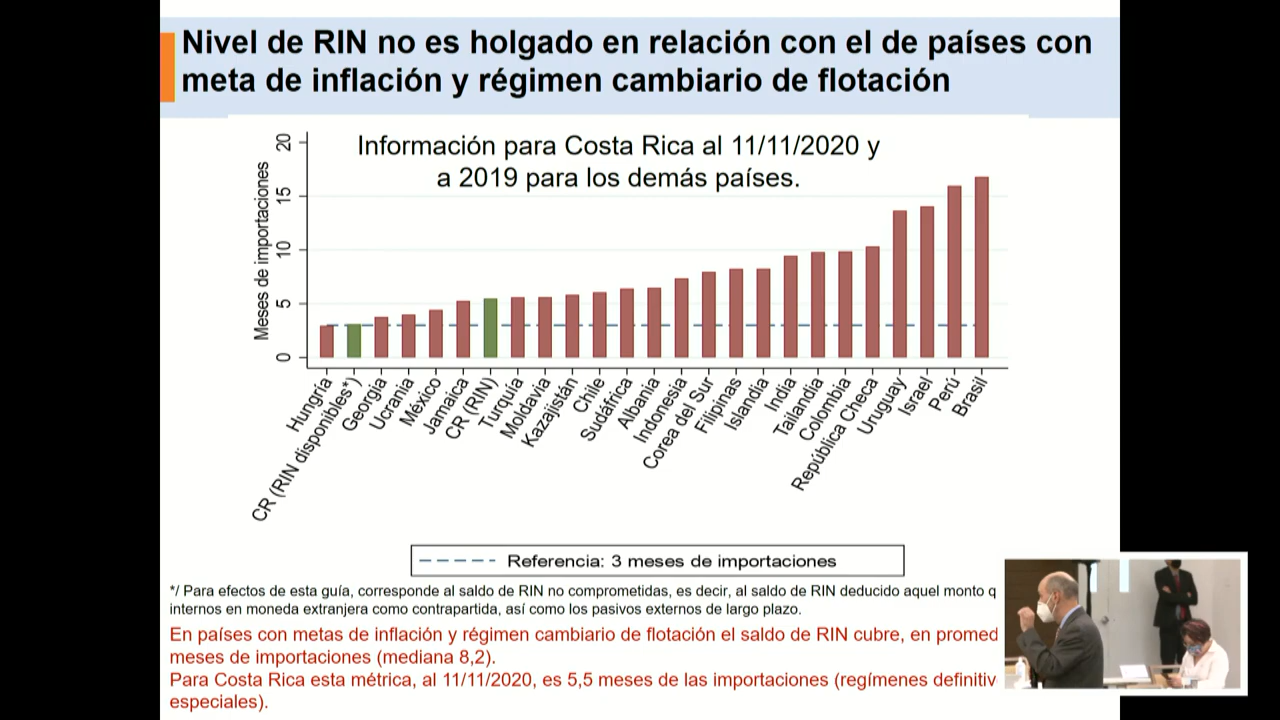 Nivel de RIN no es holgado en relación con el de países con
meta de inflación y régimen cambiario de flotación
Información para Costa Rica al 11/11/2020 y
a 2019 para los demás países.
Meses de importaciones
20
15
10
5
0
Hungría
CR (RIN disponibles*)
Georgia
Ucrania
México
Jamaica
CR (RIN)
Turquía
Moldavia
Kazajistán
Chile
Sudáfrica
Albania
Indonesia
Corea del Sur
Filipinas
Islandia
India
Tailandia
Colombia
República Checa
Uruguay
Israel
Perú
Brasil
Referencia: 3 meses de importaciones
*/ Para efectos de esta guía, corresponde al saldo de RIN no comprometidas, es decir, al saldo de RIN deducido aquel monto q
internos en moneda extranjera como contrapartida, así como los pasivos externos de largo plazo.
En países con metas de inflación y régimen cambiario de flotación el saldo de RIN cubre, en promed
meses de importaciones (mediana 8,2).
Para Costa Rica esta métrica, al 11/11/2020, es 5,5 meses de las importaciones (regímenes definitiv
especiales).